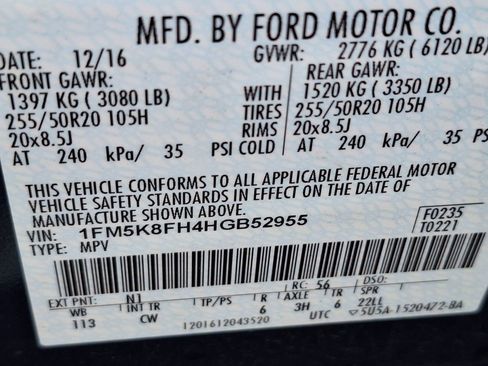 MFD. BY FORD MOTOR CO.
DATE: 12/16 GVWR: 2776 KG ( 6120 LB)
FRONT GAWR: REAR GAWR:
1397 KG ( 3080 LB) WITH 1520 KG ( 3350 LB)
255/50R20 105H TIRES 255/50R20 105H
20x8.5J RIMS 20x8.5J
AT 240 kPa/ 35 PSI COLD AT 240 kPa/ 35 PS
THIS VEHICLE CONFORMS TO ALL APPLICABLE FEDERAL MOTOR
VEHICLE SAFETY STANDARDS IN EFFECT ON THE DATE OF
MANUFACTURE SHOWN ABOVE.
VIN: 1FM5K8FH4HGB52955 F0235
TYPE: MPV T0221
EXT PNT: N1 RC: 56 DSO:
WB INT TR TP/PS R AXLE TR SPR
113 CW 6 3H 6 22LL
1201612043520 6 UTC ▽5U5A-1520472-BA